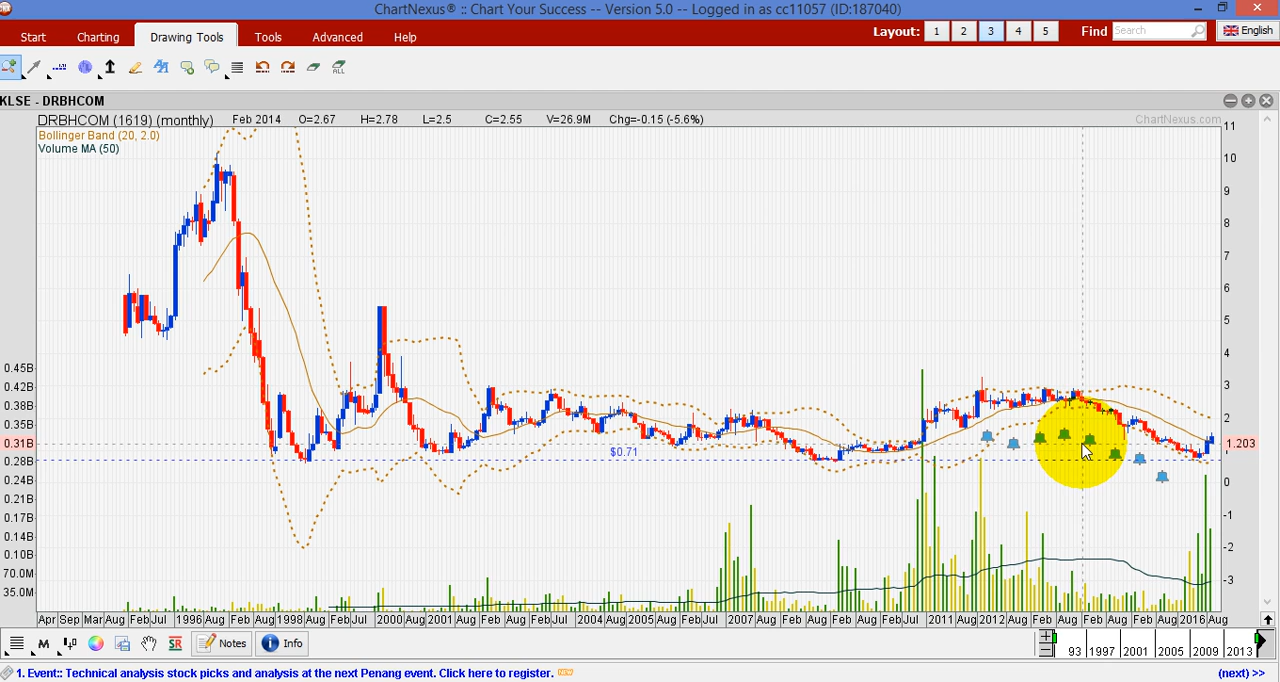 ChartNexus® :: Chart Your Success -- Version 5.0 -- Logged in as cc11057 (ID:187040)
Start Charting Drawing Tools Tools Advanced Help Layout: 1 2 3 4 5 Find Search English
ALL
KLSE - DRBHCOM
DRBHCOM (1619) (monthly) Feb 2014 O=2.67 H=2.78 L=2.5 C=2.55 V=26.9M Chg=-0.15 (-5.6%) ChartNexus.com
Bollinger Band (20, 2.0)
Volume MA (50)
11
10
9
8
7
6
5
4
0.45B
0.42B 3
0.38B
0.35B 2
0.31B 1.203
$0.71
0.28B
0.24B 0
0.21B
0.17B -1
0.14B
0.10B -2
70.0M -3
35.0M
Apr Sep Mar Aug Feb Jul 1996 Aug Feb Aug 1998 Aug Feb Jul 2000 Aug 2001 Aug Feb Jul 2004 Aug 2005 Aug Feb Jul 2007 Aug Feb Aug Feb Jul 2011 Aug 2012 Aug Feb Aug Feb Aug Feb Aug 2016 Aug
M SR Notes Info + - 93 1997 2001 2005 2009 2013
1. Event:: Technical analysis stock picks and analysis at the next Penang event. Click here to register. NEW (next) >>